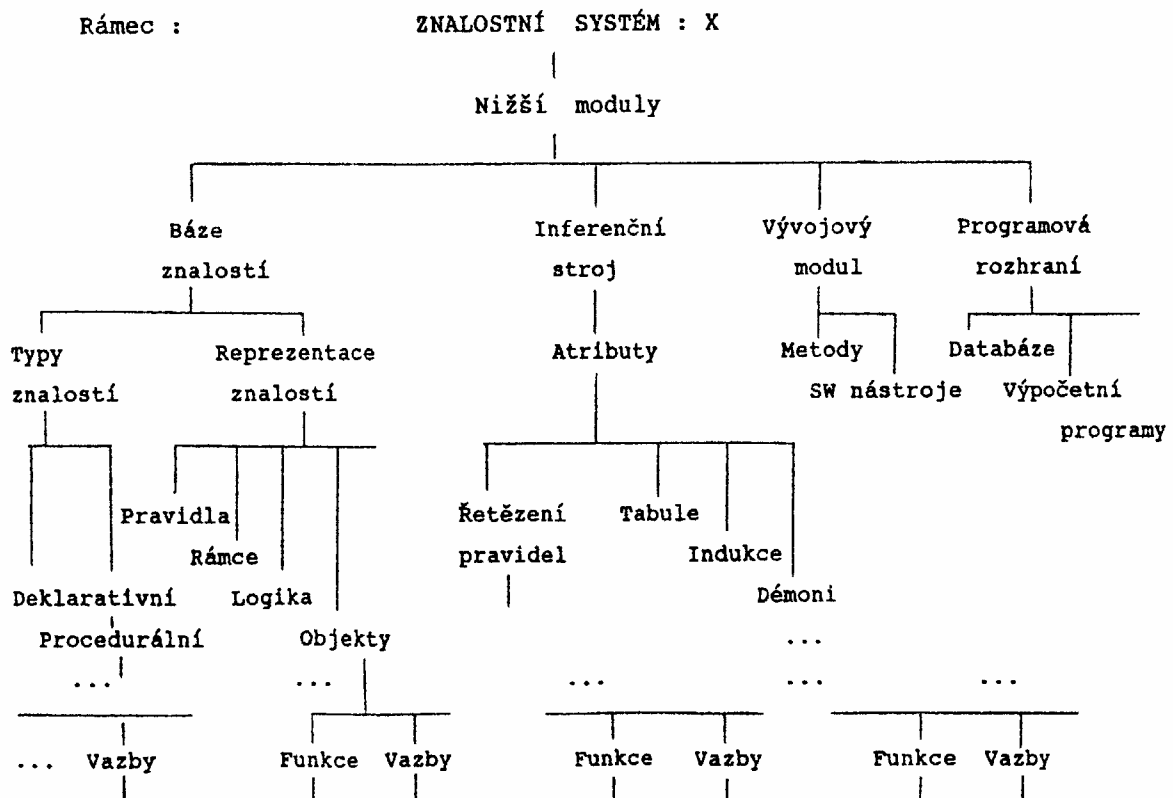 Rámec : ZNALOSTNÍ SYSTÉM : X
Nižší moduly
Báze Inferenční Vývojový Programová
znalostí stroj modul rozhraní
Typy Reprezentace Atributy Metody Databáze
znalostí znalostí SW nástroje Výpočetní
programy
Pravidla Řetězení Tabule
Rámce pravidel Indukce
Deklarativní Logika Démoni
Procedurální Objekty ...
... ... ... ... ...
... Vazby Funkce Vazby Funkce Vazby Funkce Vazby